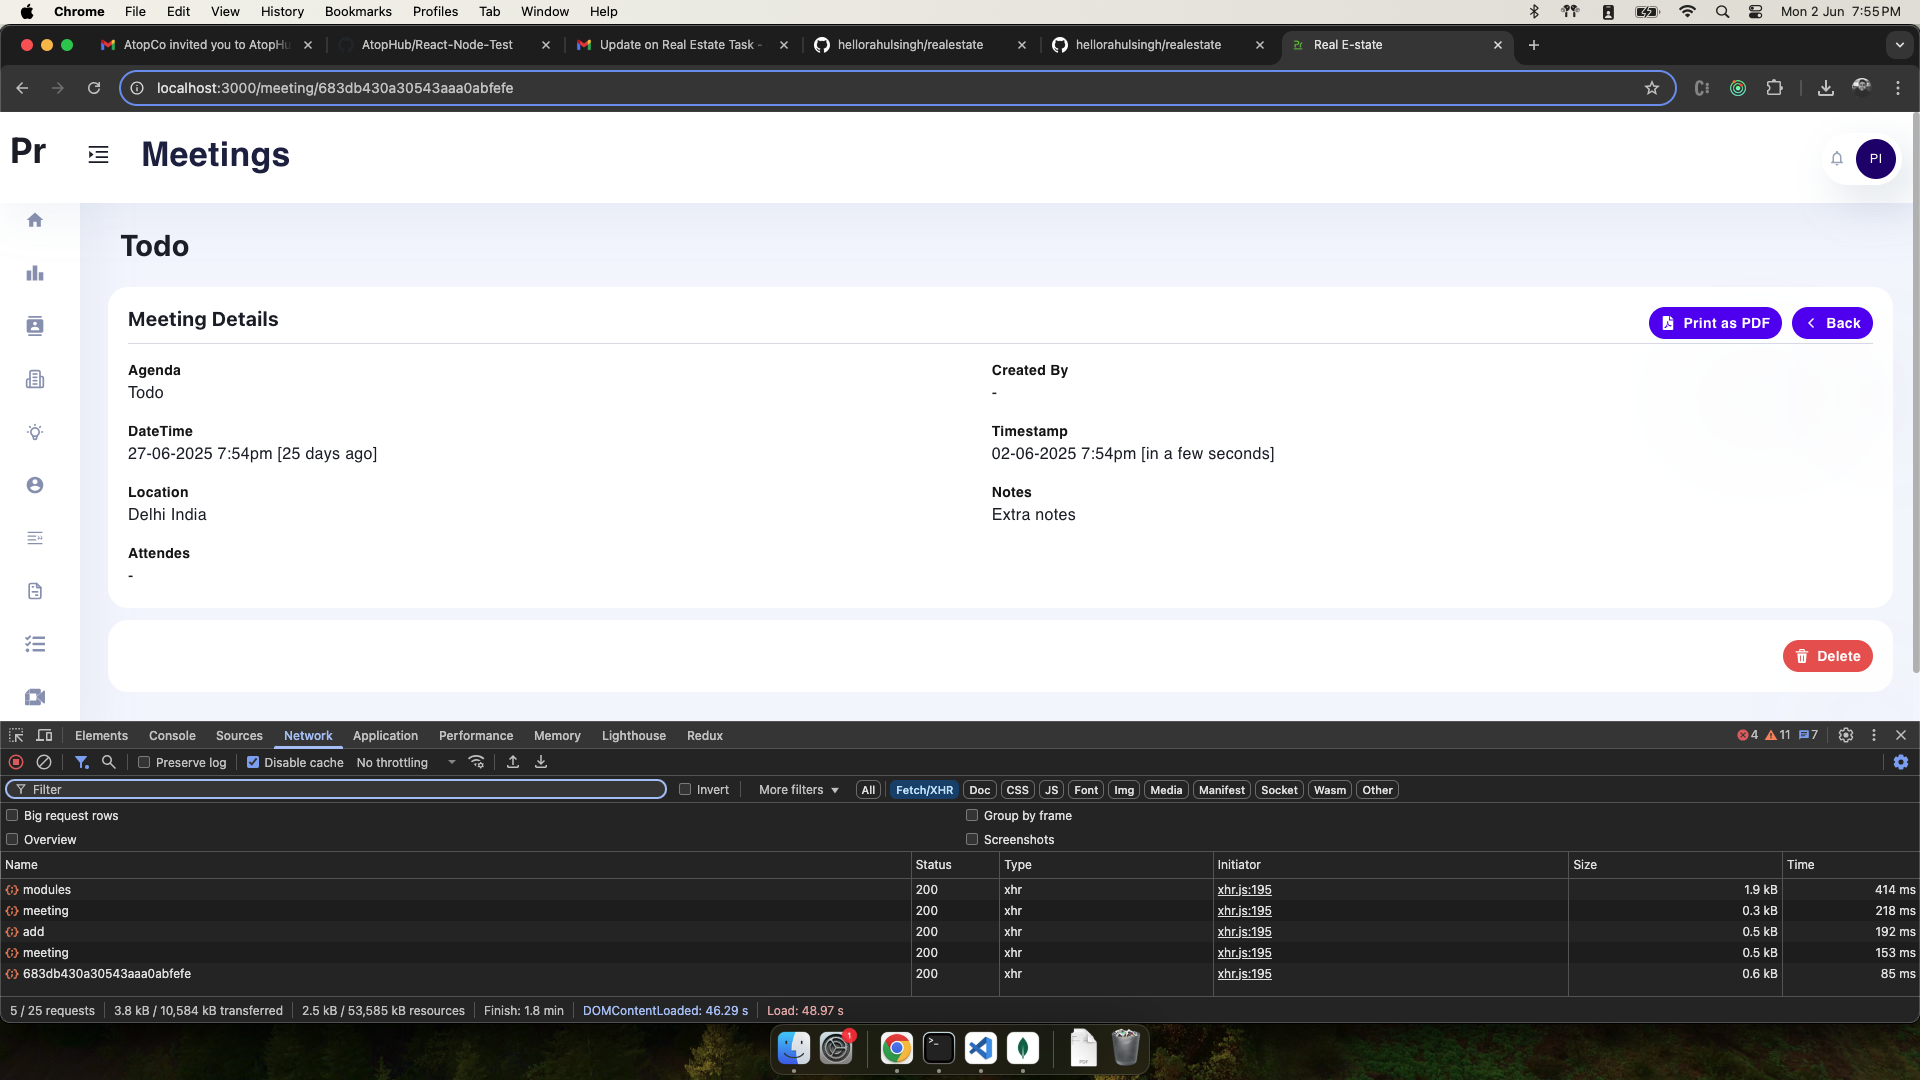 Chrome File Edit View History Bookmarks Profiles Tab Window Help Mon 2 Jun 7:55 PM
AtopCo invited you to AtopHu AtopHub/React-Node-Test Update on Real Estate Task - hellorahulsingh/realestate hellorahulsingh/realestate Real E-state
localhost:3000/meeting/683db430a30543aaa0abfefe
Pr Meetings PI
Todo
Meeting Details Print as PDF Back
Agenda Created By
Todo -
DateTime Timestamp
27-06-2025 7:54pm [25 days ago] 02-06-2025 7:54pm [in a few seconds]
Location Notes
Delhi India Extra notes
Attendes
-
Delete
Elements Console Sources Network Application Performance Memory Lighthouse Redux 4 11 7
Preserve log Disable cache No throttling
Filter Invert More filters All Fetch/XHR Doc CSS JS Font Img Media Manifest Socket Wasm Other
Big request rows Group by frame
Overview Screenshots
Name Status Type Initiator Size Time
modules 200 xhr xhr.js:195 1.9 kB 414 ms
meeting 200 xhr xhr.js:195 0.3 kB 218 ms
add 200 xhr xhr.js:195 0.5 kB 192 ms
meeting 200 xhr xhr.js:195 0.5 kB 153 ms
683db430a30543aaa0abfefe 200 xhr xhr.js:195 0.6 kB 85 ms
5 / 25 requests 3.8 kB / 10,584 kB transferred 2.5 kB / 53,585 kB resources Finish: 1.8 min DOMContentLoaded: 46.29 s Load: 48.97 s
1
PDF